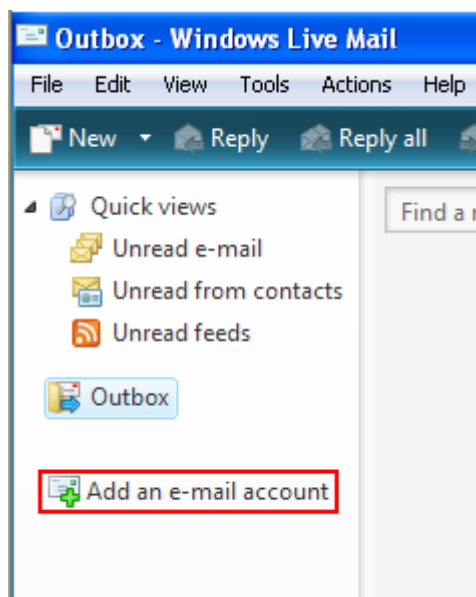 Outbox - Windows Live Mail
File Edit View Tools Actions Help
New Reply Reply all
Quick views
Find a
Unread e-mail
Unread from contacts
Unread feeds
Outbox
Add an e-mail account